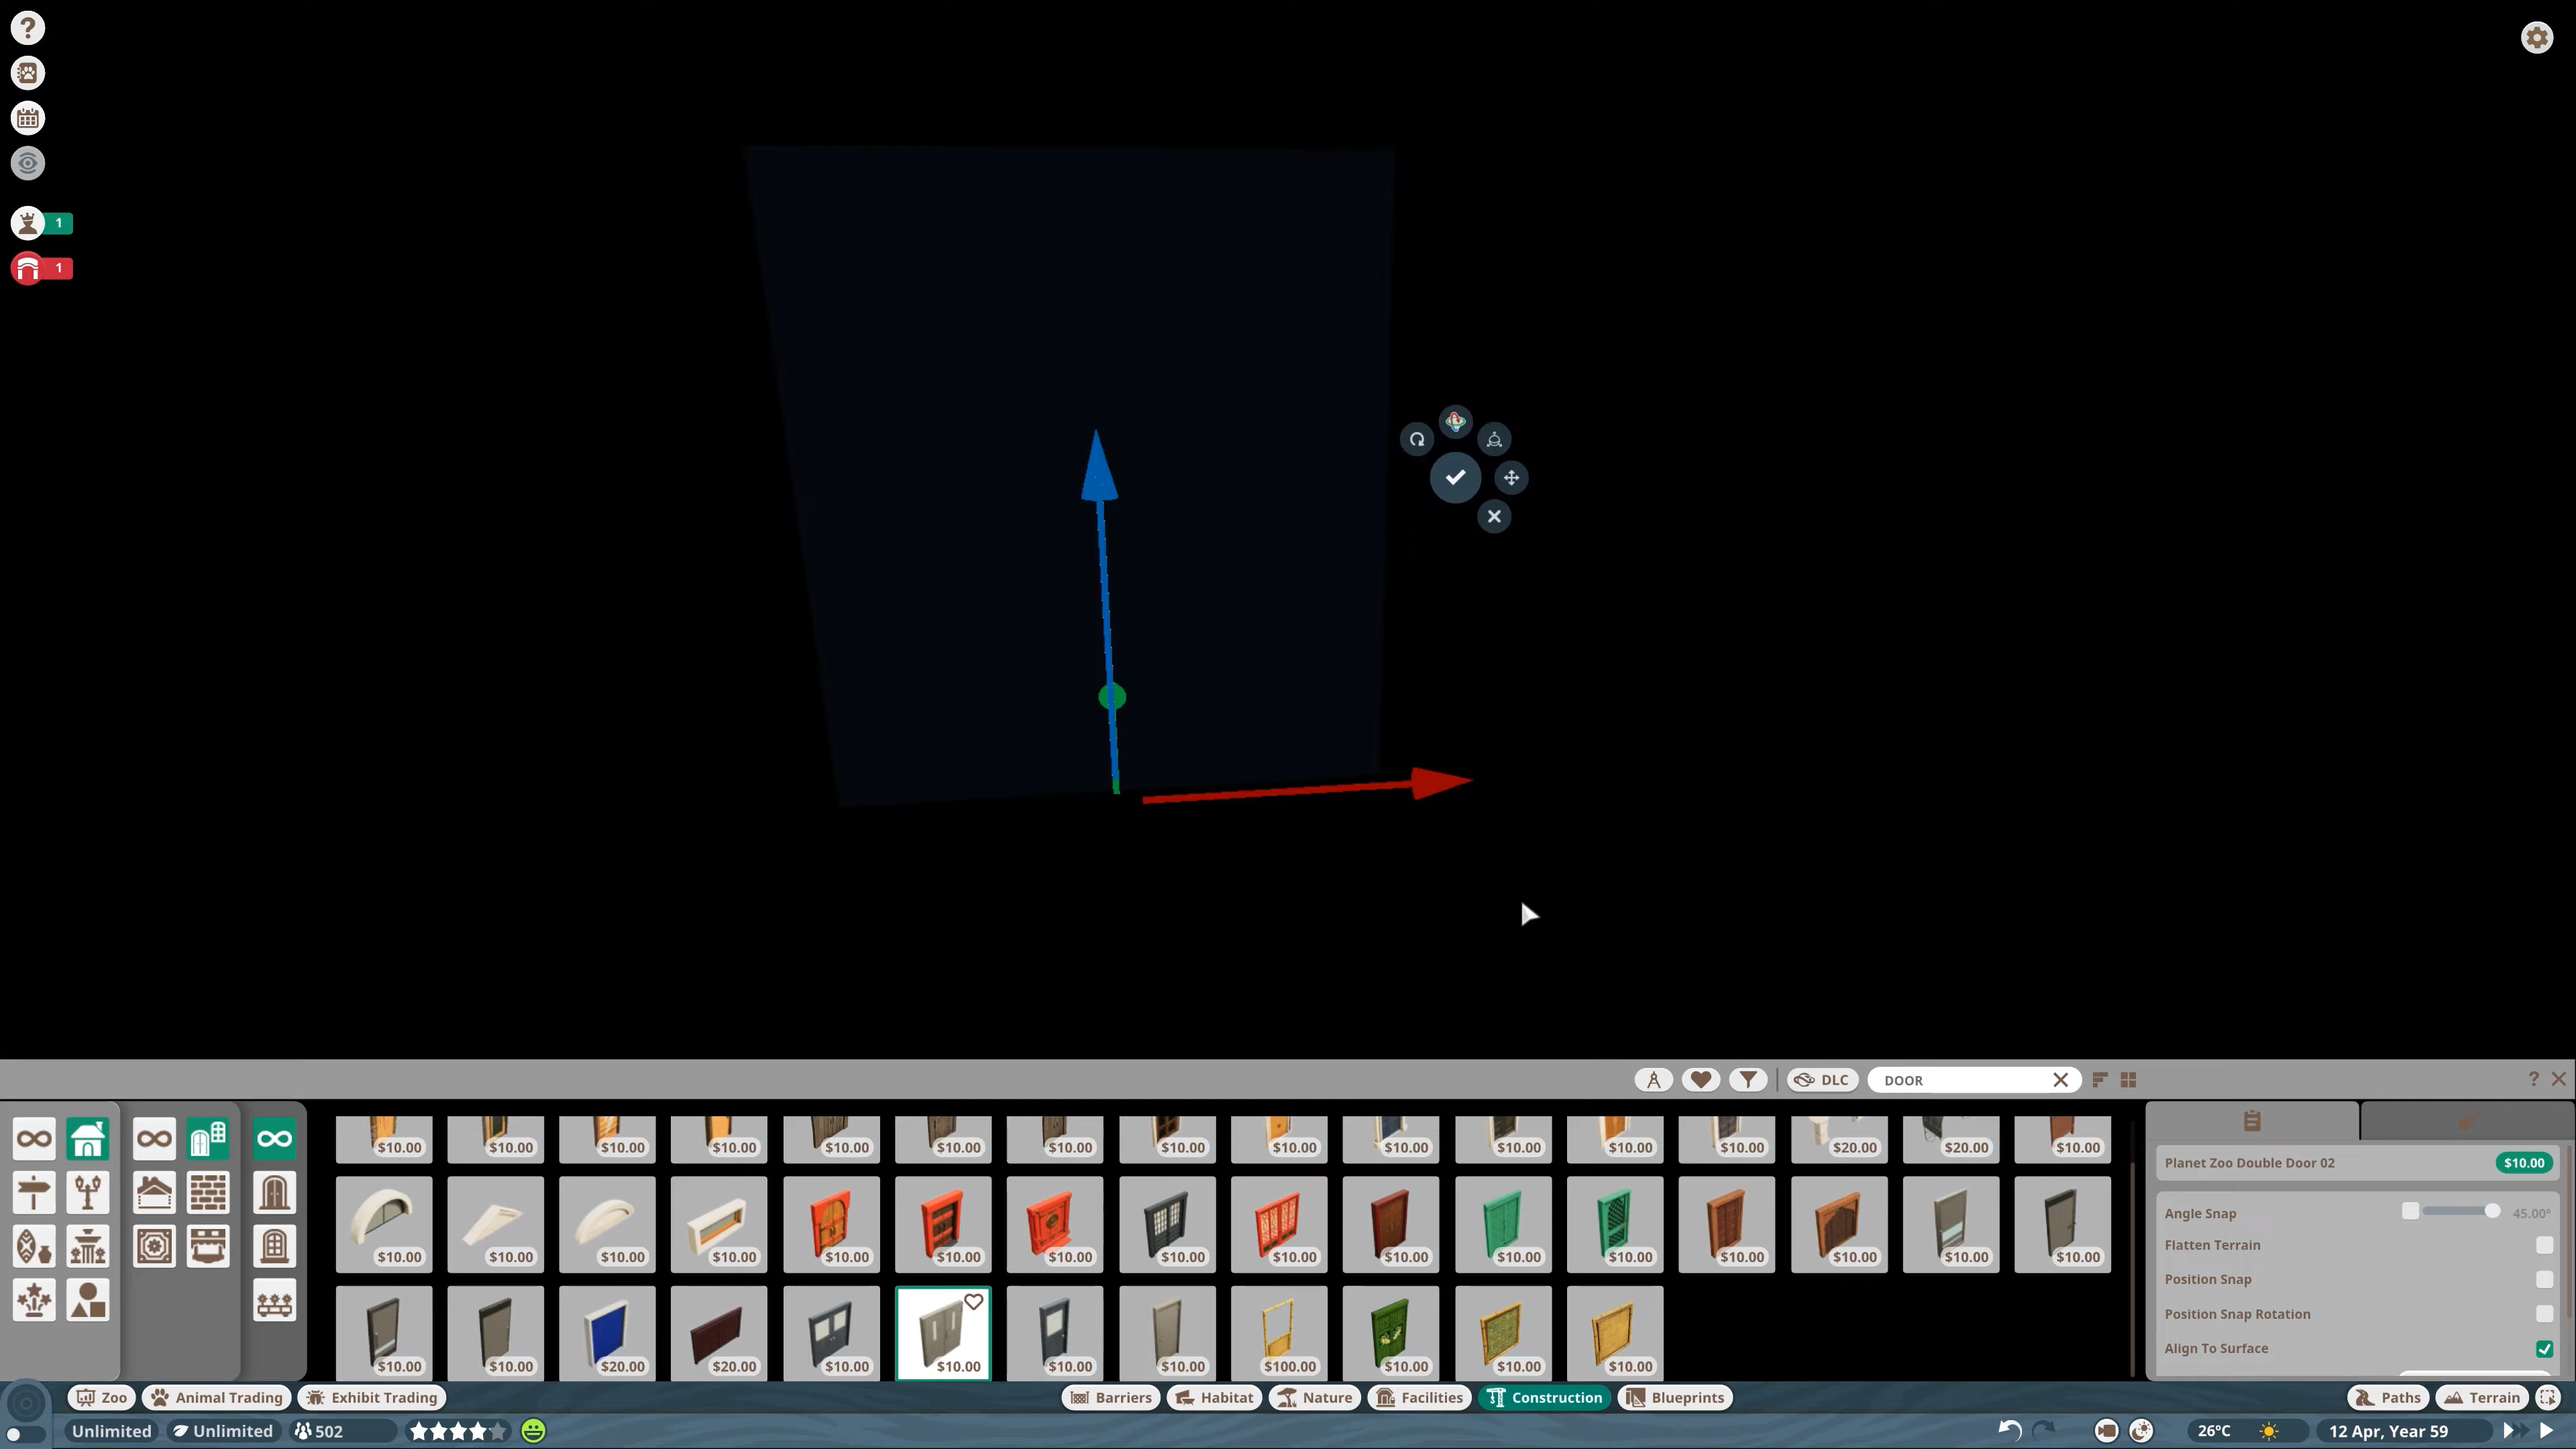 1
1
DLC
DOOR
?
$10.00 $10.00 $10.00 $10.00 $10.00 $10.00 $10.00 $10.00 $10.00 $10.00 $10.00 $10.00 $10.00 $20.00 $20.00 $10.00
$10.00 $10.00 $10.00 $10.00 $10.00 $10.00 $10.00 $10.00 $10.00 $10.00 $10.00 $10.00 $10.00 $10.00 $10.00 $10.00
$10.00 $10.00 $20.00 $20.00 $10.00 $10.00 $10.00 $10.00 $100.00 $10.00 $10.00 $10.00
Planet Zoo Double Door 02 $10.00
Angle Snap 45.00°
Flatten Terrain
Position Snap
Position Snap Rotation
Align To Surface
Zoo Animal Trading Exhibit Trading Barriers Habitat Nature Facilities Construction Blueprints Paths Terrain
Unlimited Unlimited 502 26°C 12 Apr, Year 59